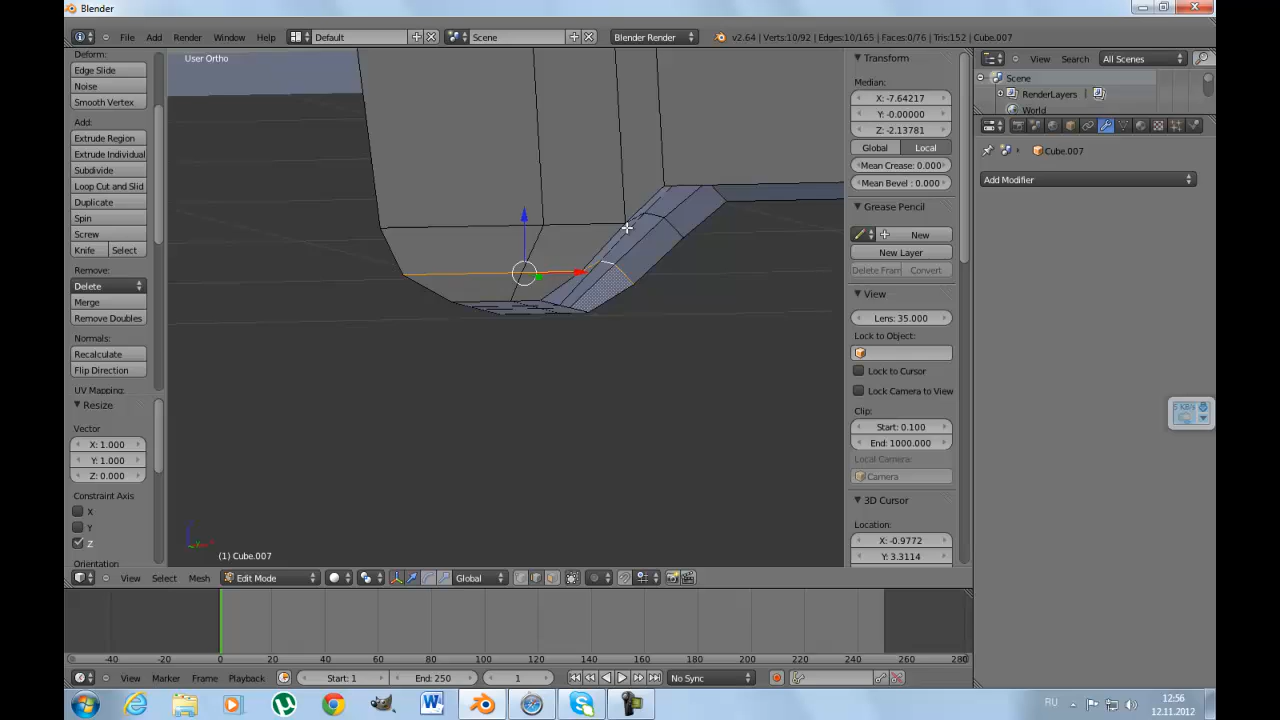 Blender
File Add Render Window Help Default Scene Blender Render v2.64 | Verts:10/92 | Edges:10/165 | Faces:0/76 | Tris:152 | Cube.007
Deform:
Edge Slide
Noise
Smooth Vertex
Add:
Extrude Region
Extrude Individual
Subdivide
Loop Cut and Slid
Duplicate
Spin
Screw
Knife Select
Remove:
Delete
Merge
Remove Doubles
Normals:
Recalculate
Flip Direction
UV Mapping:
Resize
Vector
X: 1.000
Y: 1.000
Z: 0.000
Constraint Axis
X
Y
Z
Orientation
User Ortho
(1) Cube.007
View Select Mesh Edit Mode Global
Transform
Median:
X: -7.64217
Y: -0.00000
Z: -2.13781
Global Local
Mean Crease: 0.000
Mean Bevel : 0.000
Grease Pencil
New
New Layer
Delete Fram Convert
View
Lens: 35.000
Lock to Object:
Lock to Cursor
Lock Camera to View
Clip:
Start: 0.100
End: 1000.000
Local Camera:
Camera
3D Cursor
Location:
X: -0.9772
Y: 3.3114
View Search All Scenes
Scene
RenderLayers
World
Cube.007
Add Modifier
-40 -20 0 20 40 60 80 100 120 140 160 180 200 220 240 260 280
View Marker Frame Playback Start: 1 End: 250 1 No Sync
RU 12:56
12.11.2012